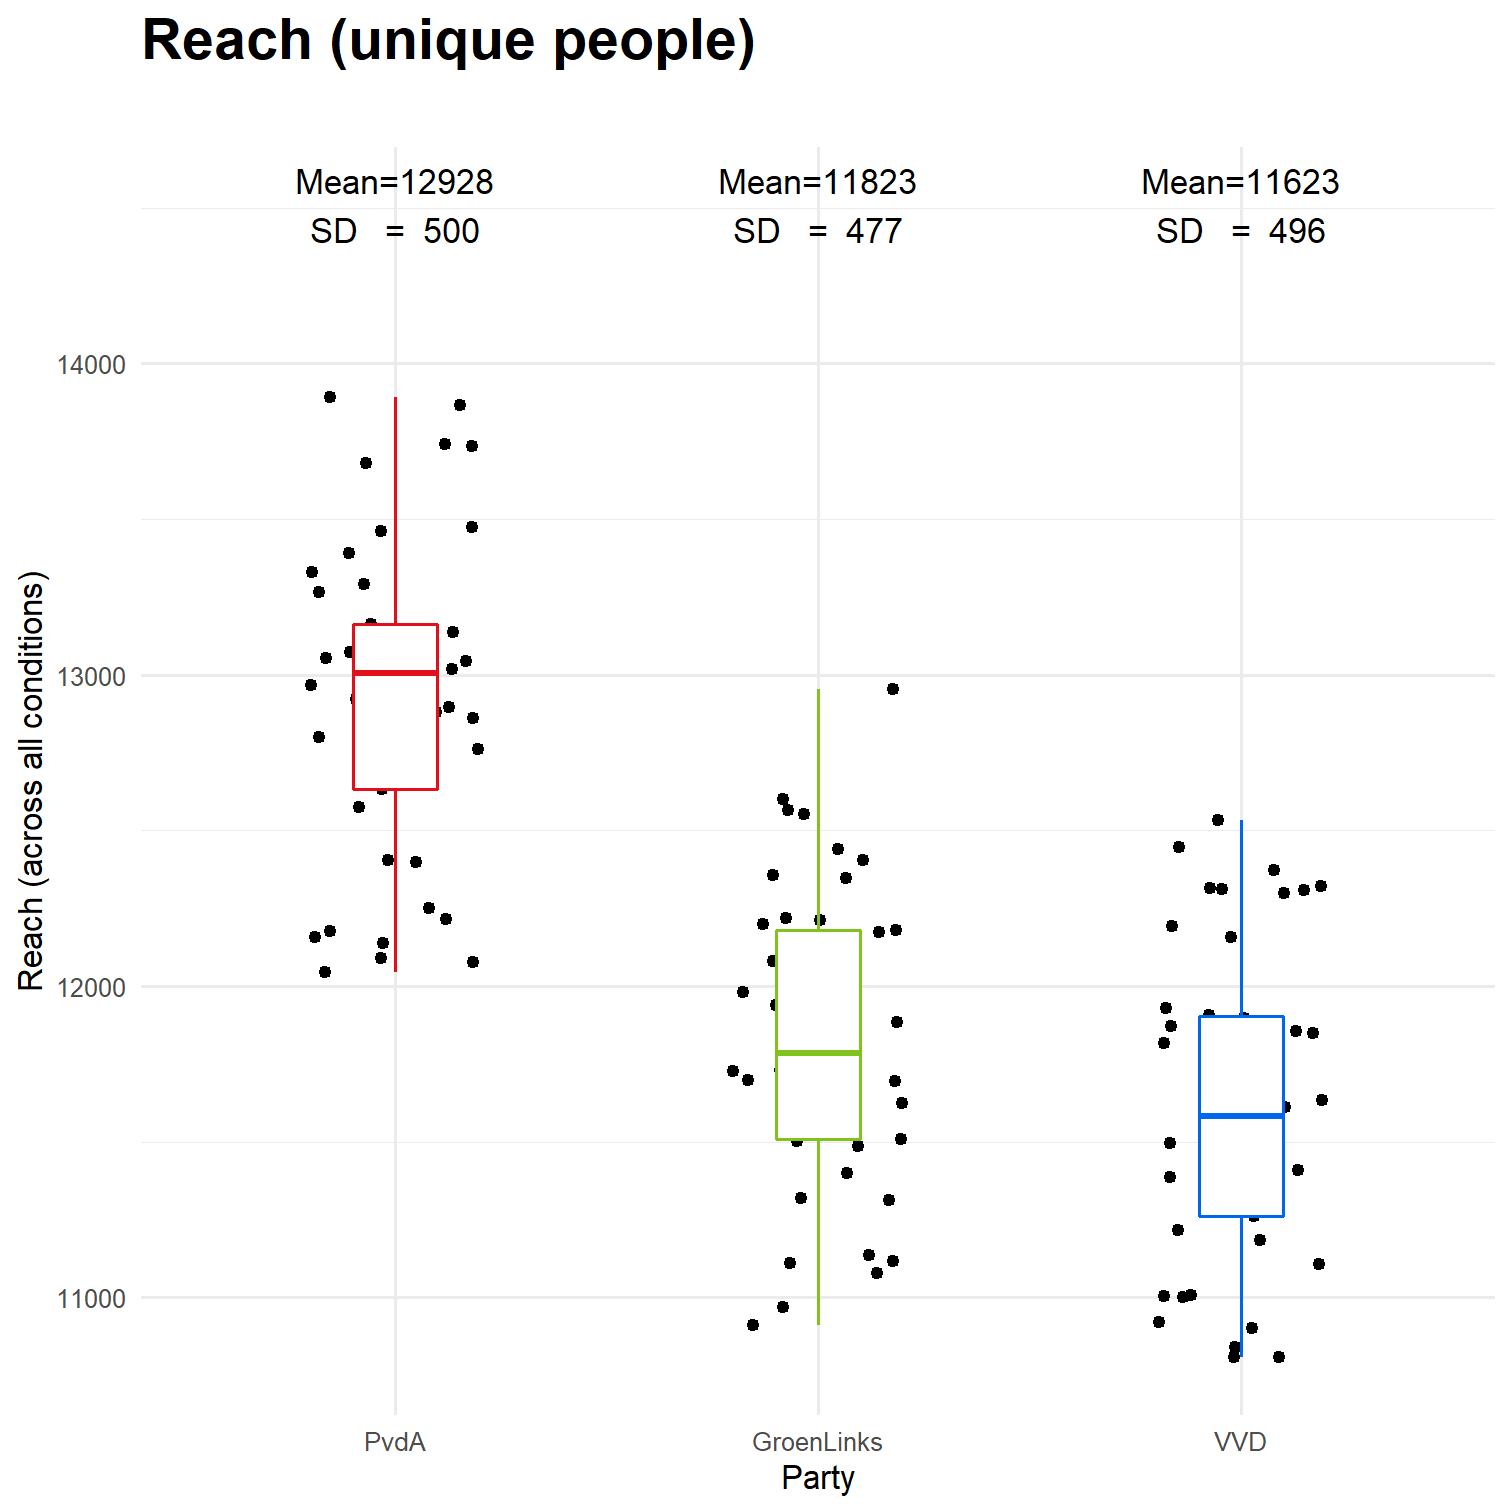 Reach (unique people)
Mean=12928
SD = 500
Mean=11823
SD = 477
Mean=11623
SD = 496
Reach (across all conditions)
14000
13000
12000
11000
PvdA
GroenLinks
VVD
Party